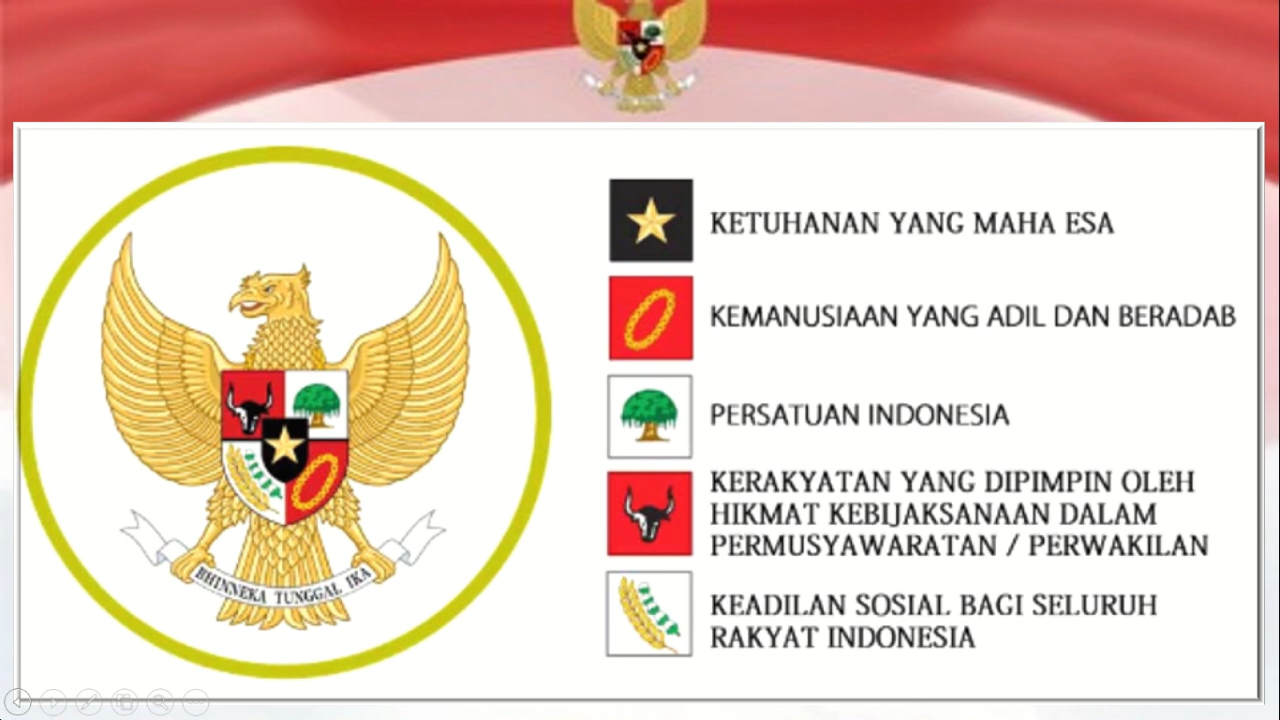 BHINNEKA TUNGGAL IKA
KETUHANAN YANG MAHA ESA
KEMANUSIAAN YANG ADIL DAN BERADAB
PERSATUAN INDONESIA
KERAKYATAN YANG DIPIMPIN OLEH
HIKMAT KEBIJAKSANAAN DALAM
PERMUSYAWARATAN / PERWAKILAN
KEADILAN SOSIAL BAGI SELURUH
RAKYAT INDONESIA